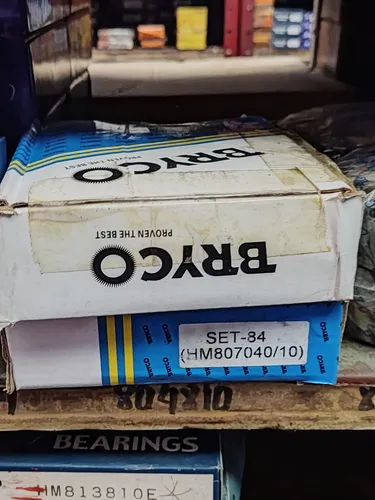 BRYCO
PROVEN THE BEST
BRYCO
PROVEN THE BEST
SET-84
(HM807040/10)
BEARINGS
HM813810E